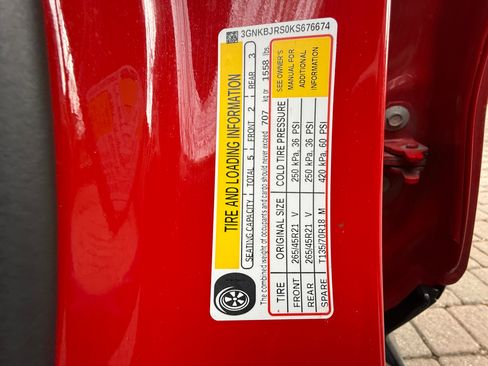 3GNKBJRS0KS676674
TIRE AND LOADING INFORMATION
SEATING CAPACITY TOTAL 5 FRONT 2 REAR 3
The combined weight of occupants and cargo should never exceed 707 kg or 1558 lbs.
TIRE ORIGINAL SIZE COLD TIRE PRESSURE
FRONT 265/45R21 V 250 kPa, 36 PSI
REAR 265/45R21 V 250 kPa, 36 PSI
SPARE T135/70R18 M 420 kPa, 60 PSI
SEE OWNER'S
MANUAL FOR
ADDITIONAL
INFORMATION